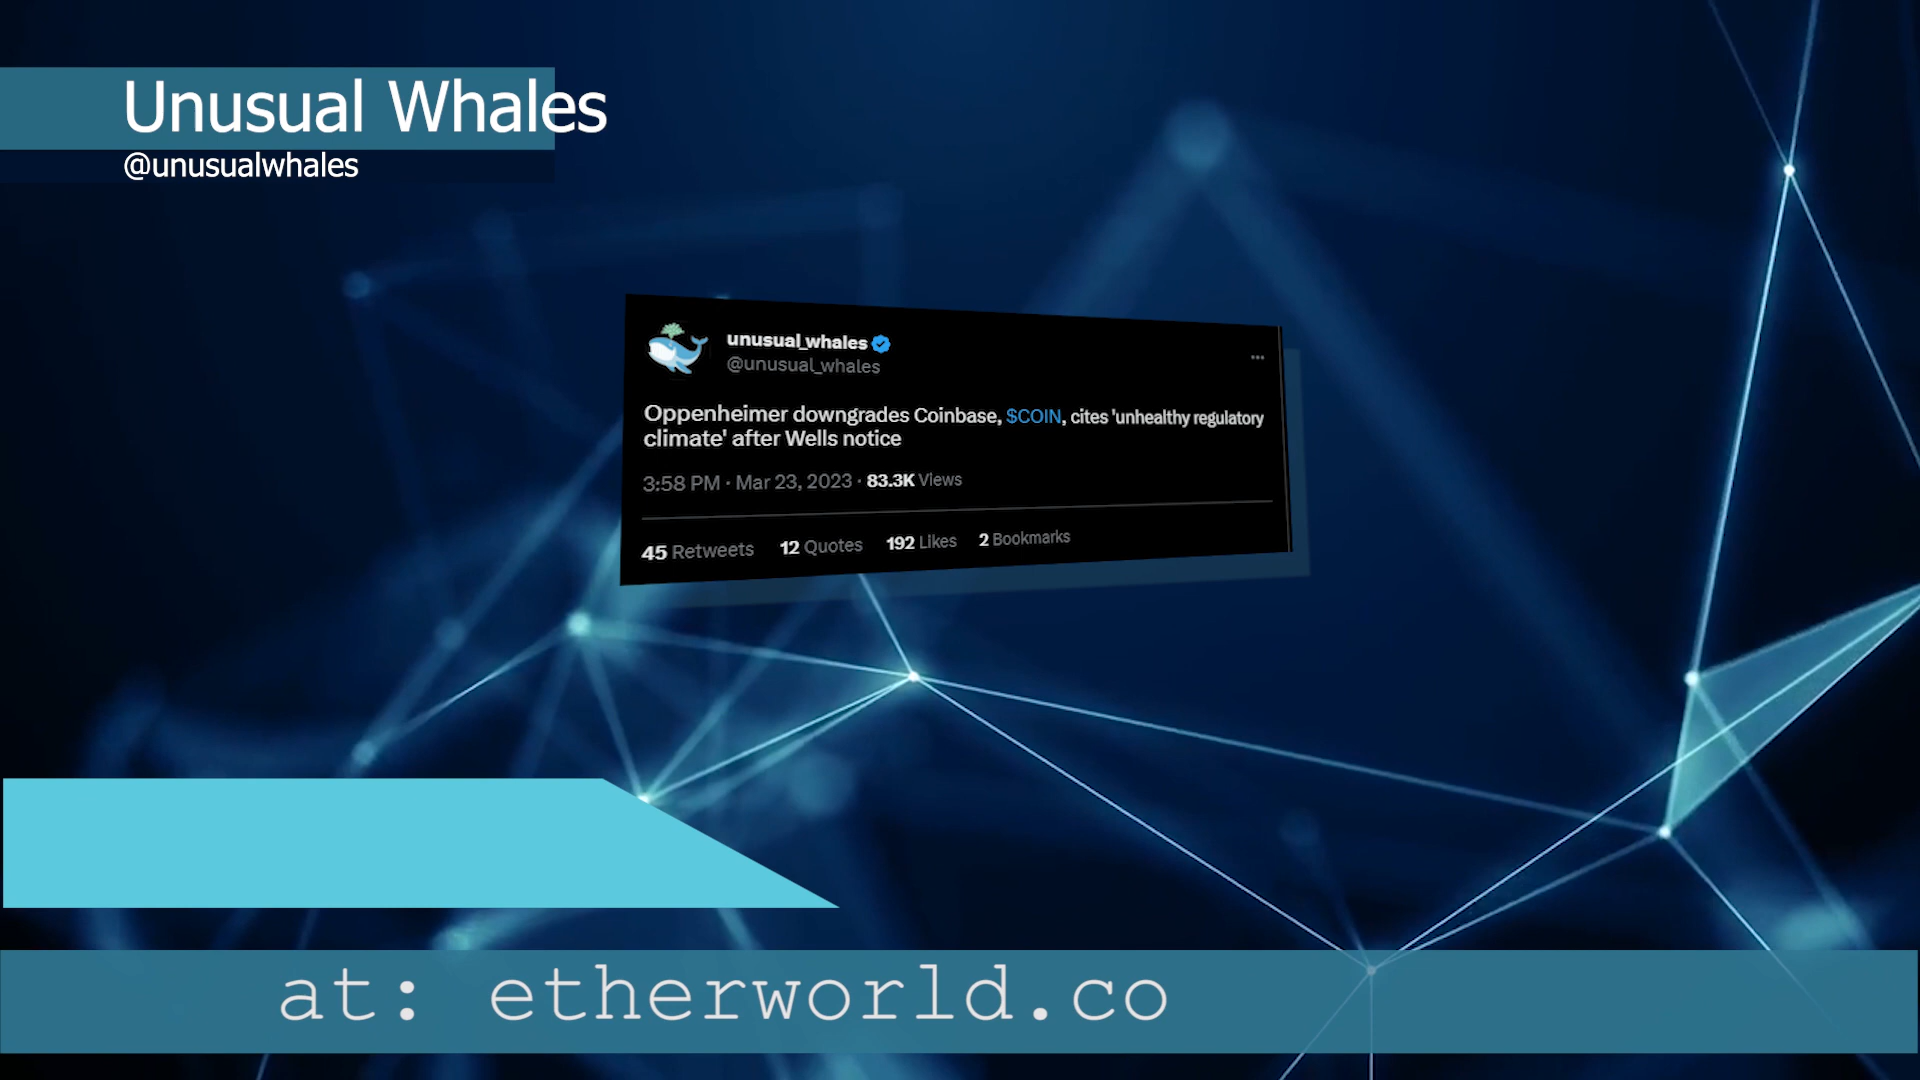 Unusual Whales
@unusualwhales
unusual_whales
@unusual_whales
Oppenheimer downgrades Coinbase, $COIN, cites 'unhealthy regulatory
climate' after Wells notice
3:58 PM · Mar 23, 2023 · 83.3K Views
45 Retweets 12 Quotes 192 Likes 2 Bookmarks
at: etherworld.co